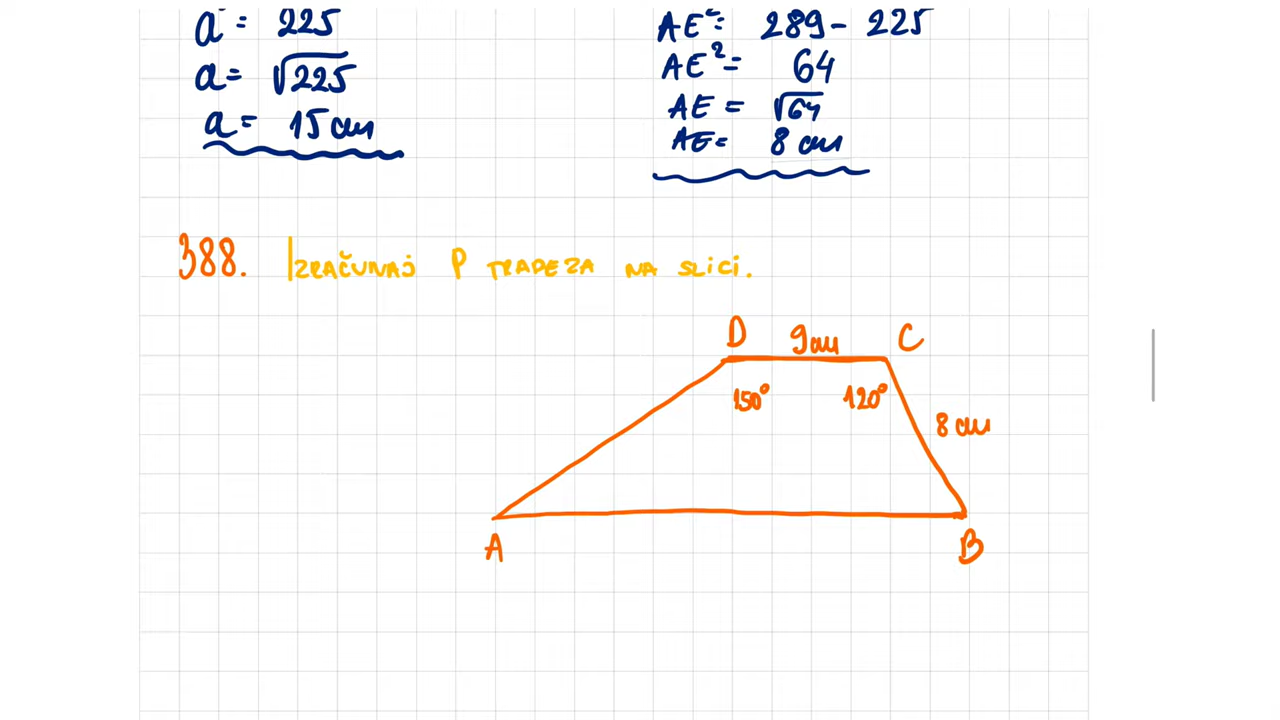 a² = 225
a = √225
a = 15 cm
AE² = 289 - 225
AE² = 64
AE = √64
AE = 8 cm
388. IZRAČUNAJ P TRAPEZA NA SLICI.
D 9 cm C
150° 120°
8 cm
A B